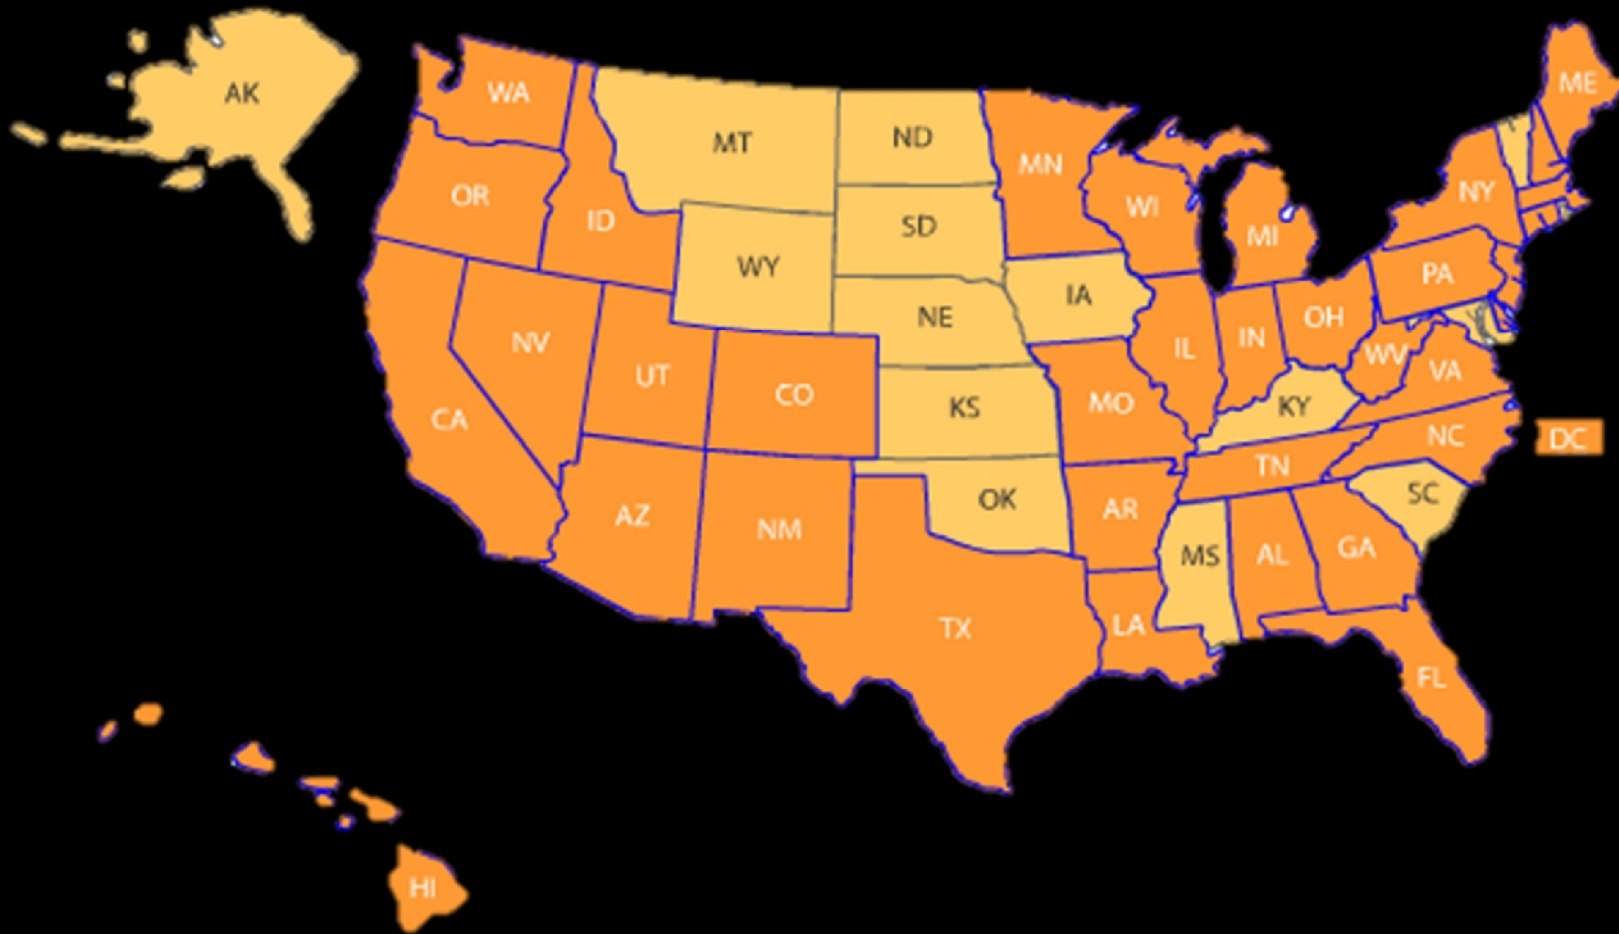 AK
WA
MT
ND
MN
ME
OR
ID
WY
SD
WI
MI
NY
NE
IA
PA
NV
UT
CO
KS
MO
IL
IN
OH
WV
VA
KY
CA
AZ
NM
OK
AR
TN
NC
DC
SC
MS
AL
GA
TX
LA
FL
HI